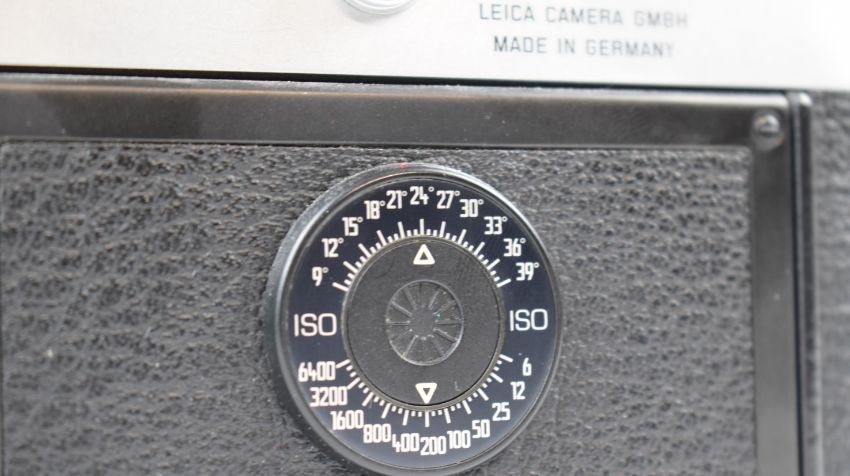 LEICA CAMERA GMBH
MADE IN GERMANY
9° 12° 15° 18° 21° 24° 27° 30° 33° 36° 39°
ISO ISO
6400 3200 1600 800 400 200 100 50 25 12 6